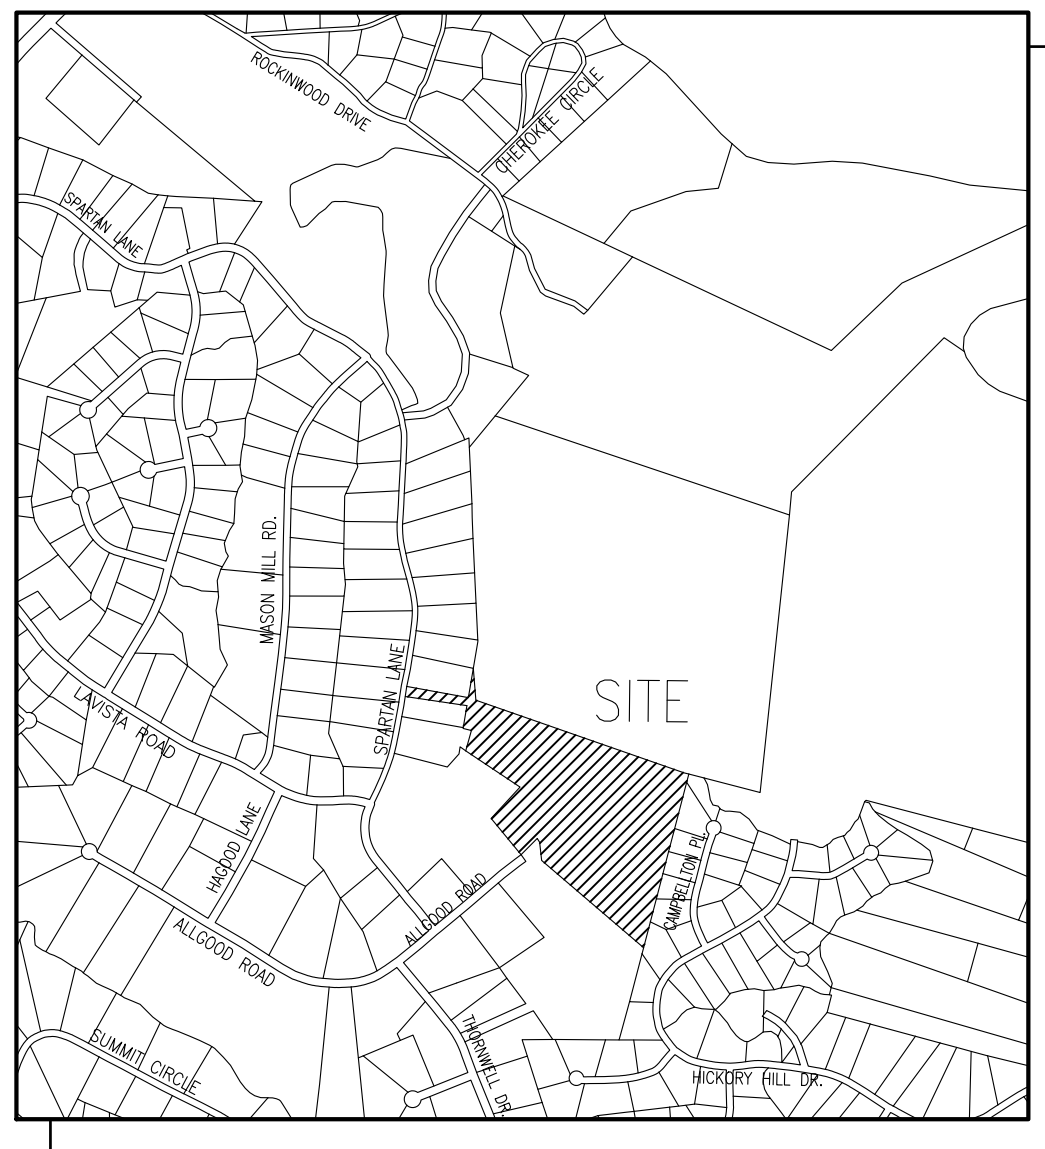 ROCKINWOOD DRIVE
CHEROKEE CIRCLE
SPARTAN LANE
MASON MILL RD.
SPARTAN LANE
SITE
LAVISTA ROAD
HAGOOD LANE
CAMPBELLTON PL.
ALLGOOD ROAD
ALLGOOD ROAD
SUMMIT CIRCLE
THORNWELL DR.
HICKORY HILL DR.